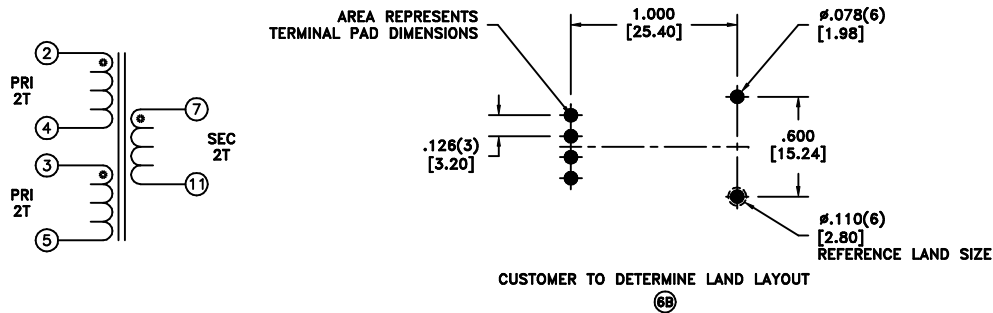 2
PRI
2T
4
3
PRI
2T
5
7
SEC
2T
11
AREA REPRESENTS
TERMINAL PAD DIMENSIONS
1.000
[25.40]
ø.078(6)
[1.98]
.126(3)
[3.20]
.600
[15.24]
ø.110(6)
[2.80]
REFERENCE LAND SIZE
CUSTOMER TO DETERMINE LAND LAYOUT
6B